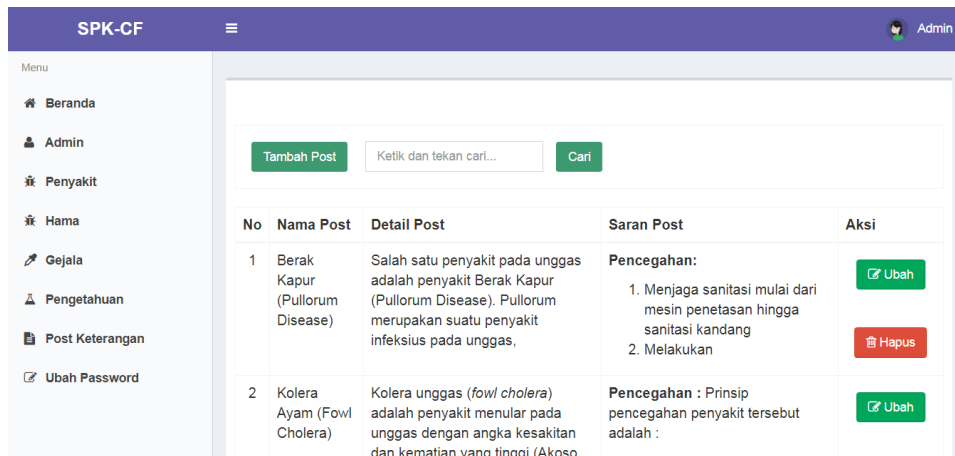 SPK-CF
Admin
Menu
Beranda
Admin
Penyakit
Hama
Gejala
Pengetahuan
Post Keterangan
Ubah Password
Tambah Post
Ketik dan tekan cari...
Cari
No Nama Post Detail Post Saran Post Aksi
1
Berak
Kapur
(Pullorum
Disease)
Salah satu penyakit pada unggas
adalah penyakit Berak Kapur
(Pullorum Disease). Pullorum
merupakan suatu penyakit
infeksius pada unggas,
Pencegahan:
1. Menjaga sanitasi mulai dari
mesin penetasan hingga
sanitasi kandang
2. Melakukan
Ubah
Hapus
2
Kolera
Ayam (Fowl
Cholera)
Kolera unggas (fowl cholera)
adalah penyakit menular pada
unggas dengan angka kesakitan
dan kematian yang tinggi (Akoso
Pencegahan : Prinsip
pencegahan penyakit tersebut
adalah :
Ubah